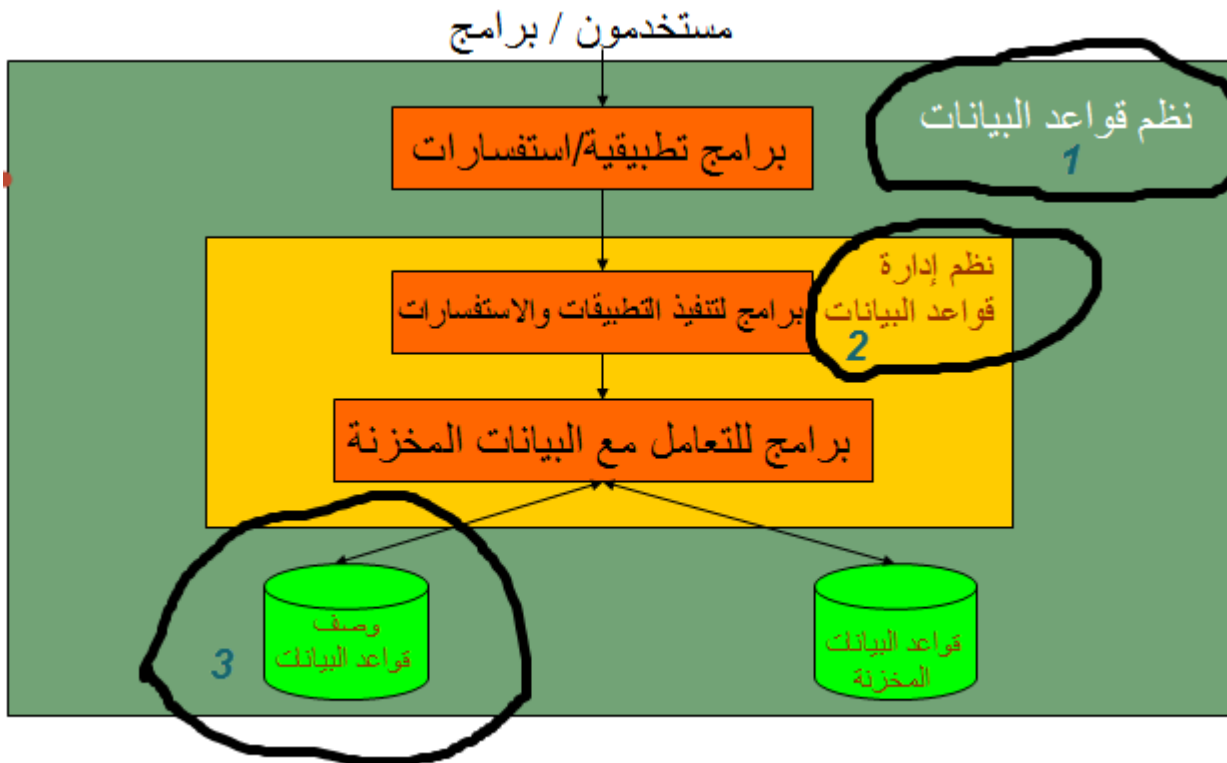 مستخدمون / برامج
نظم قواعد البيانات
1
برامج تطبيقية/استفسارات
نظم إدارة
قواعد البيانات
2
برامج لتنفيذ التطبيقات والاستفسارات
برامج للتعامل مع البيانات المخزنة
قواعد البيانات
المخزنة
وصف
قواعد البيانات
3